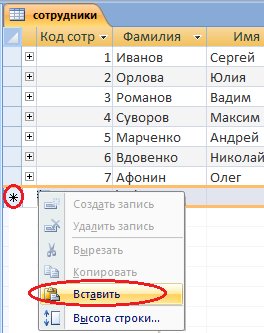 сотрудники
Код сотр Фамилия Имя
1 Иванов Сергей
2 Орлова Юлия
3 Романов Вадим
4 Суворов Максим
5 Марченко Андрей
6 Вдовенко Николай
7 Афонин Олег
Создать запись
Удалить запись
Вырезать
Копировать
Вставить
Высота строки...